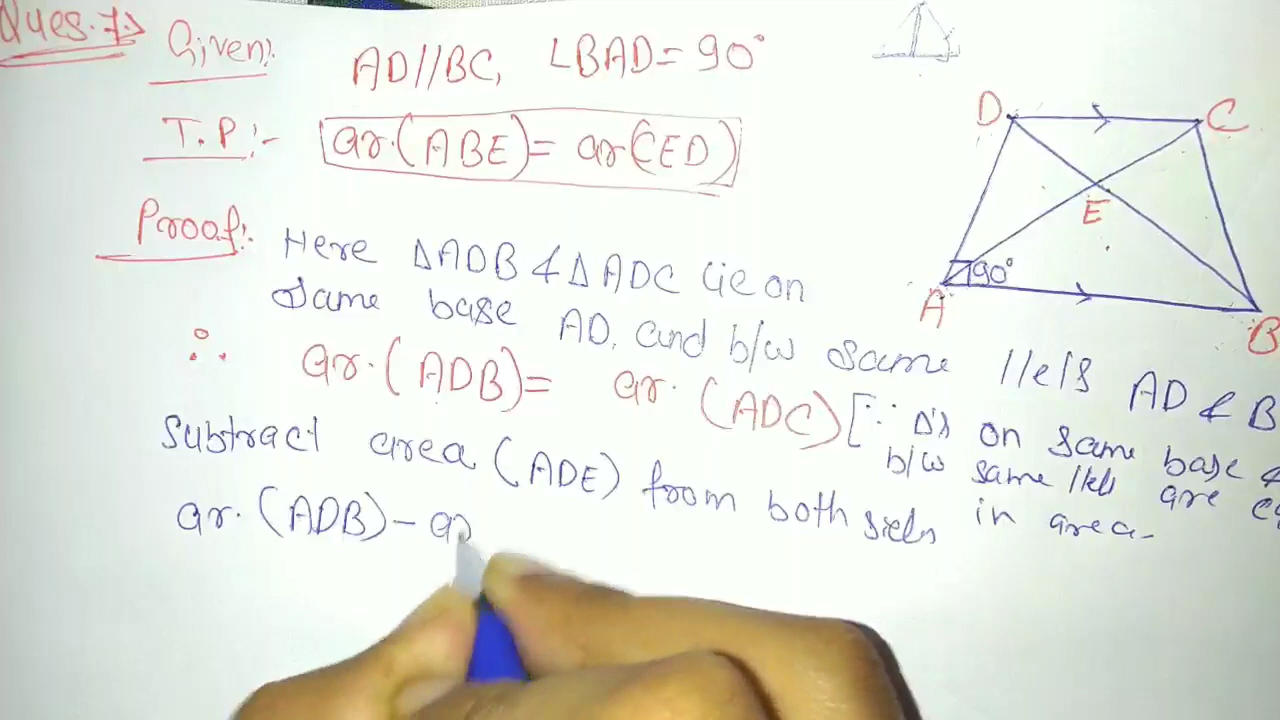 Ques.7.>
Given:
AD//BC, ∠BAD=90°
T.P:-
ar.(ABE)= ar(CED)
Proof:
Here ΔADB & ΔADC lie on
same base AD, and b/w same //els AD & B
∴ ar.(ADB)= ar.(ADC) [∵ Δ's on same base &
b/w same //els are eq
in area.
Subtract area (ADE) from both sides
ar.(ADB)- ar
D
C
E
A
90°
B